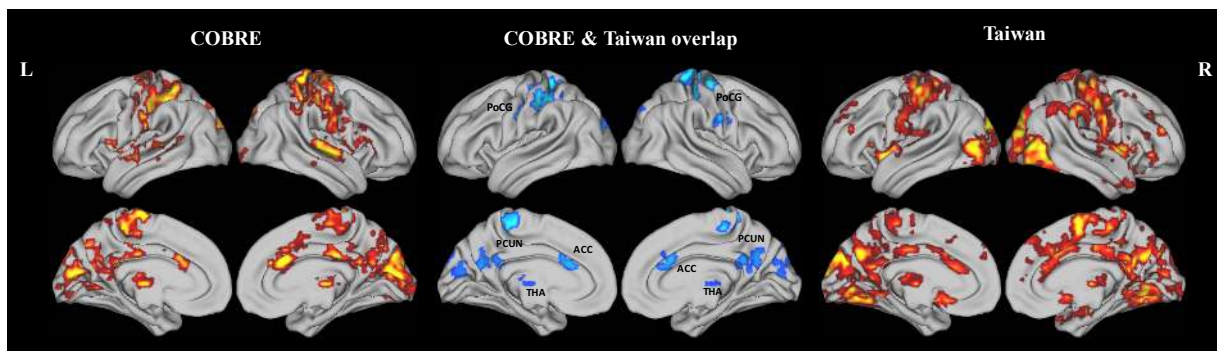 COBRE
COBRE & Taiwan overlap
Taiwan
L
R
PoCG
PoCG
PCUN
ACC
THA
PCUN
ACC
THA